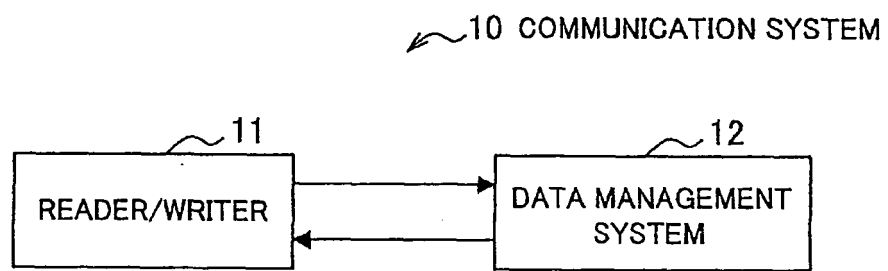 10 COMMUNICATION SYSTEM
11
12
READER/WRITER
DATA MANAGEMENT
SYSTEM